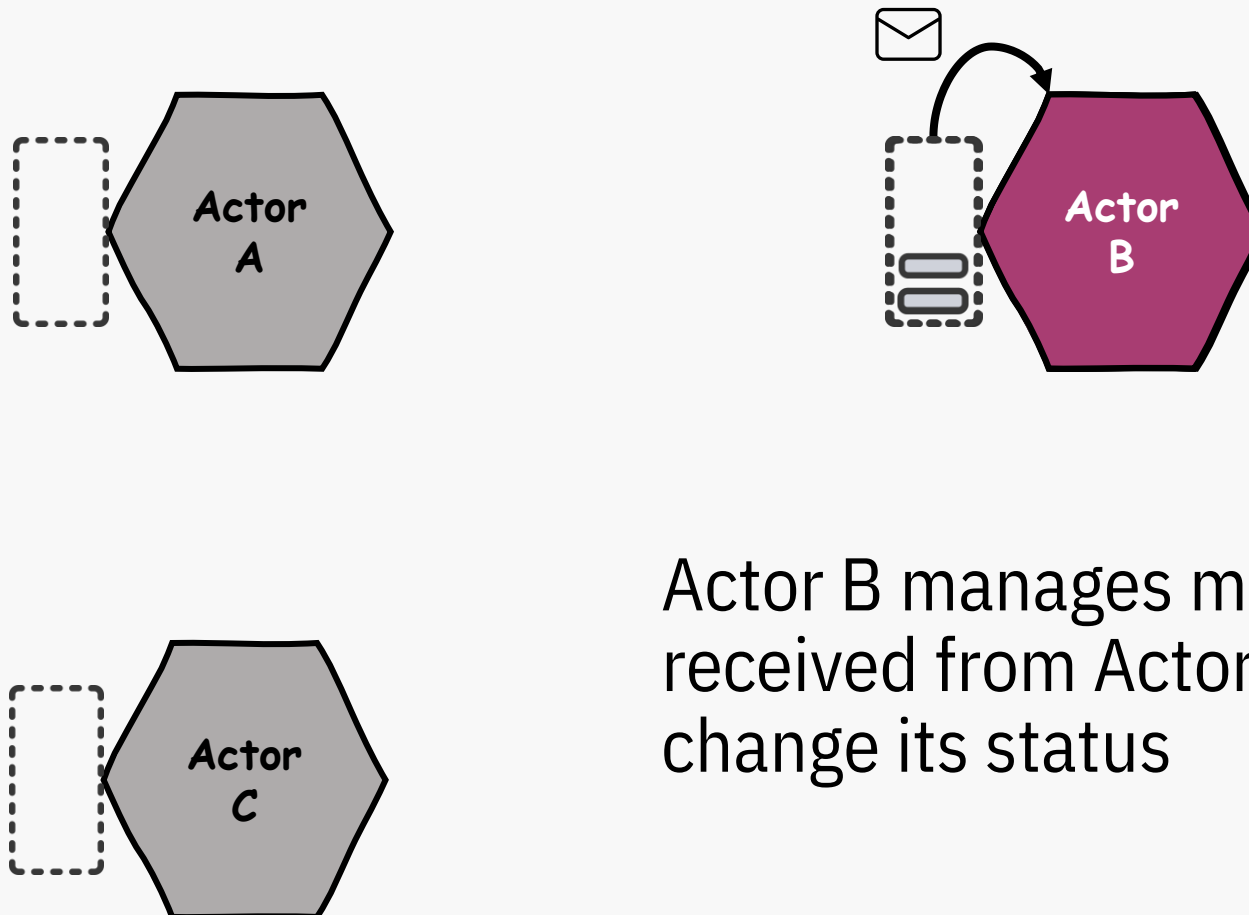 Actor
A
Actor
B
Actor B manages m
received from Actor
change its status
Actor
C